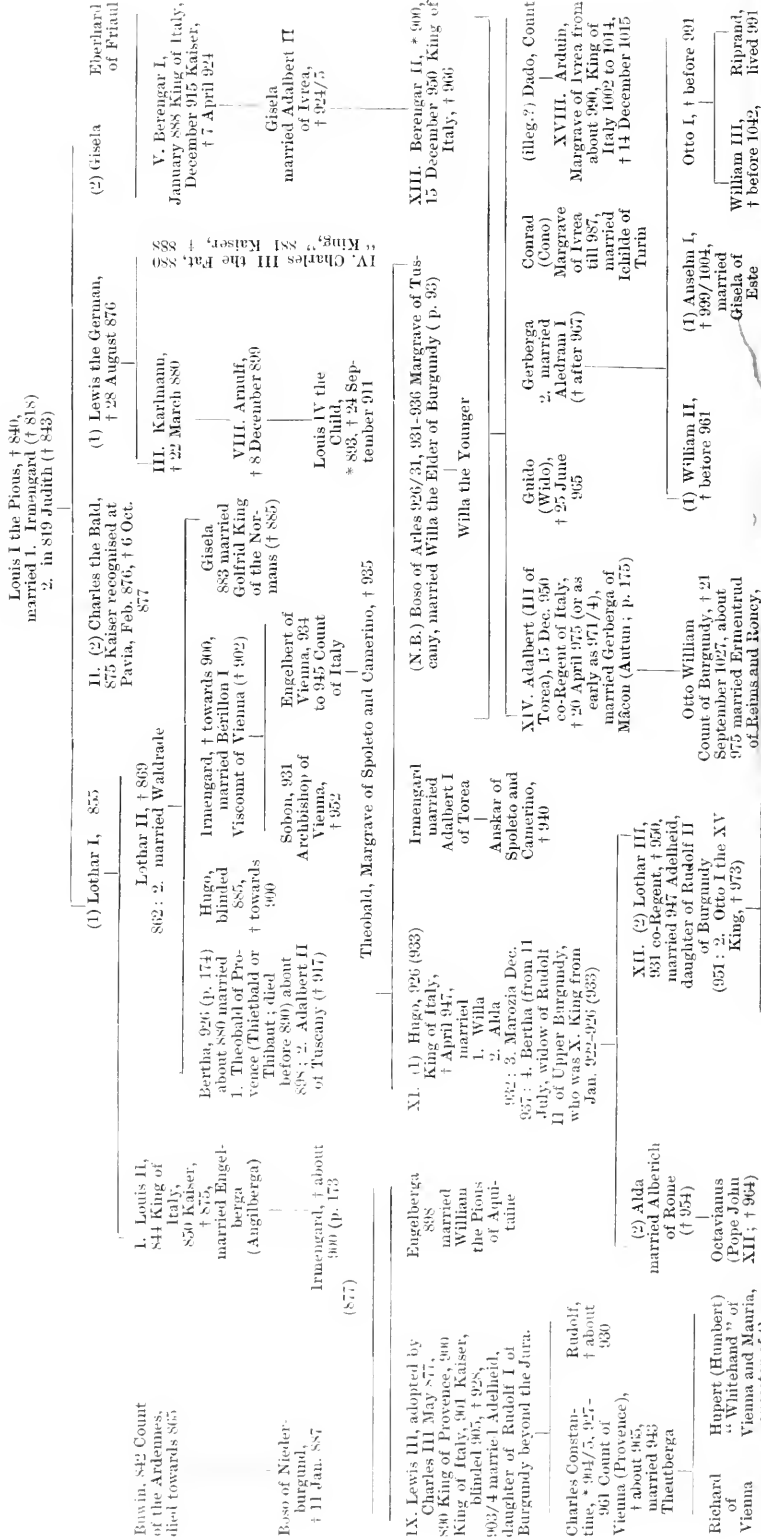 Louis I the Pious, † 840,
married 1. Irmengard († 818)
2. in 819 Judith († 843)
(1) Lothar I, 855
II. (2) Charles the Bald,
875 Kaiser recognised at
Pavia, Feb. 876, † 6 Oct.
877
(1) Lewis the German,
† 28 August 876
(2) Gisela
Eberhard
of Friaul
Lothar II, † 869
862: 2. married Waldrade
III. Karlmann,
† 22 March 880
IV. Charles III the Fat, 880
"King," 881 Kaiser, † 888
V. Berengar I,
January 888 King of Italy,
December 915 Kaiser,
† 7 April 924
Buwin, 842 Count
of the Ardennes,
died towards 865
I. Louis II,
844 King of
Italy,
850 Kaiser,
† 875,
married Engel-
berga
(Angilberga)
Bertha, 926 (p. 174)
about 880 married
1. Theobald of Pro-
vence (Thietbald or
Thibaut; died
before 890) about
898; 2. Adalbert II
of Tuscany († 917)
Hugo,
blinded
885,
† towards
900
Irmengard, † towards 900,
married Bérillon I
Viscount of Vienna († 902)
Gisela
883 married
Golfrid King
of the Nor-
mans († 885)
VIII. Arnulf,
† 8 December 899
Gisela
married Adalbert II
of Ivrea,
† 924/5
Boso of Nieder-
burgund,
† 11 Jan. 887
Irmengard, † about
900 (p. 173
(877)
Sobon, 931
Archbishop of
Vienna,
† 952
Engelbert of
Vienna, 934
to 945 Count
of Italy
Louis IV the
Child,
* 893, † 24 Sep-
tember 911
Theobald, Margrave of Spoleto and Camerino, † 935
IX. Lewis III, adopted by
Charles III May 877,
890 King of Provence, 900
King of Italy, 901 Kaiser,
blinded 905, † 928,
903/4 married Adelheid,
daughter of Rudolf I of
Burgundy beyond the Jura.
Engelberga
898
married
William
the Pious
of Aqui-
taine
XI. (1) Hugo, 926 (933)
King of Italy,
† April 947,
married
1. Willa
2. Alda
932: 3. Marozia Dec.
937: 4. Bertha (from 11
July, widow of Rudolf
II of Upper Burgundy,
who was X. King from
Jan. 922–926 (933)
Irmengard
married
Adalbert I
of Torea
Anskar of
Spoleto and
Camerino,
† 940
(N.B.) Boso of Arles 926/31, 931-936 Margrave of Tus-
cany, married Willa the Elder of Burgundy (p. 93)
Willa the Younger
XIII. Berengar II, * 900,
15 December 950 King of
Italy, † 966
Charles Constan-
tine, * 904/5, 927–
961 Count of
Vienna (Provence),
† about 965,
married 943
Theutberga
Rudolf,
† about
930
(2) Alda
married Alberich
of Rome
(† 954)
XII. (2) Lothar III,
931 co-Regent, † 950,
married 947 Adelheid,
daughter of Rudolf II
of Burgundy
(951: 2. Otto I the XV
King, † 973)
XIV. Adalbert (III of
Torea), 15 Dec. 950
co-Regent of Italy,
† 20 April 975 (or as
early as 971/4),
married Gerberga of
Mâcon (Autun; p. 175)
Guido
(Wido),
† 25 June
965
Gerberga
2. married
Aledram I
(† after 967)
Conrad
(Cono)
Margrave
of Ivrea
till 987,
married
Ichilde of
Turin
(illeg.?) Dado, Count
XVIII. Arduin,
Margrave of Ivrea from
about 990, King of
Italy 1002 to 1014,
† 14 December 1015
Richard
of
Vienna
Hupert (Humbert)
"Whitehand" of
Vienna and Mauria,
Octavianus
(Pope John
XII; † 964)
Otto William
Count of Burgundy, † 21
September 1027, about
975 married Ermentrud
of Reims and Roucy,
(1) William II,
† before 961
(1) Anselm I,
† 999/1004,
married
Gisela of
Este
Otto I, † before 991
William III,
† before 1042,
Riprand,
lived 991